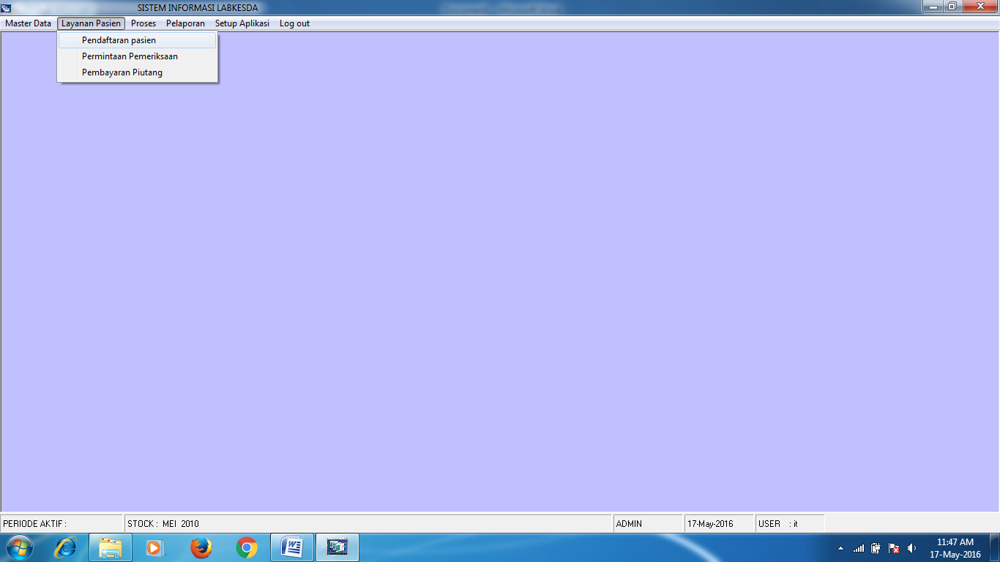 SISTEM INFORMASI LABKESDA
Master Data Layanan Pasien Proses Pelaporan Setup Aplikasi Log out
Pendaftaran pasien
Permintaan Pemeriksaan
Pembayaran Piutang
PERIODE AKTIF : STOCK : MEI 2010 ADMIN 17-May-2016 USER : it
11:47 AM
17-May-2016